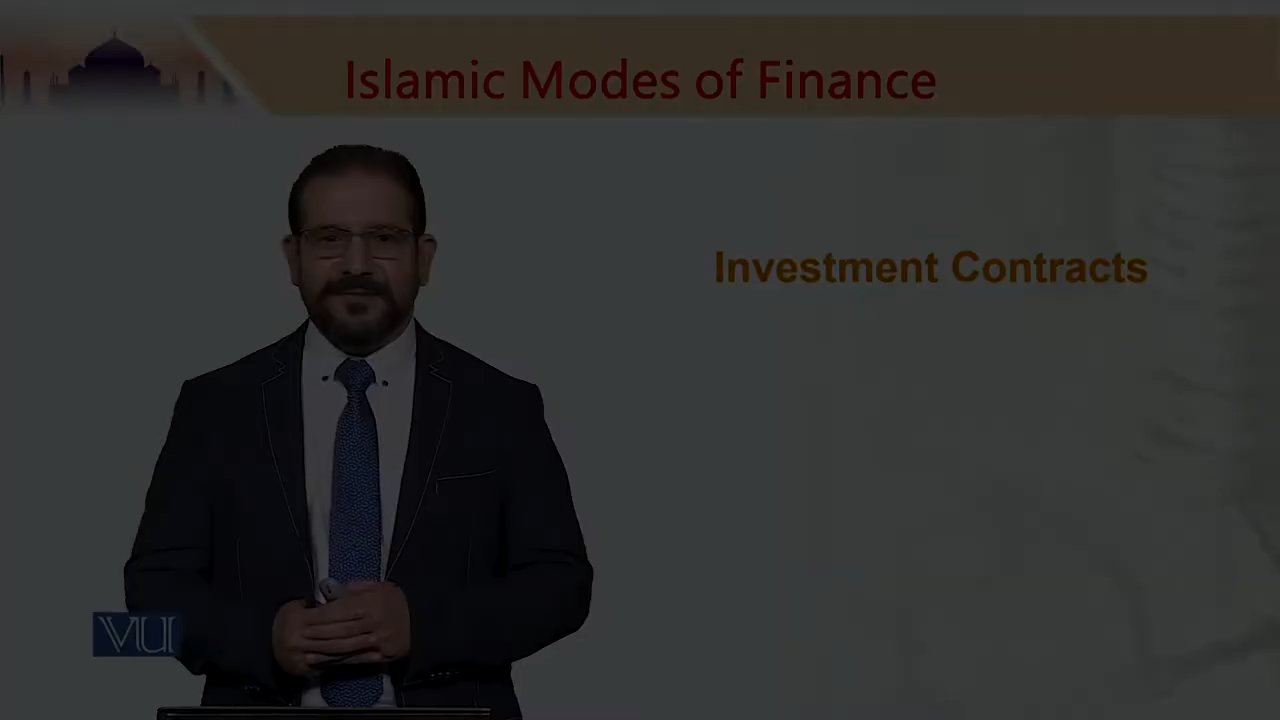 Islamic Modes of Finance
Investment Contracts
VU